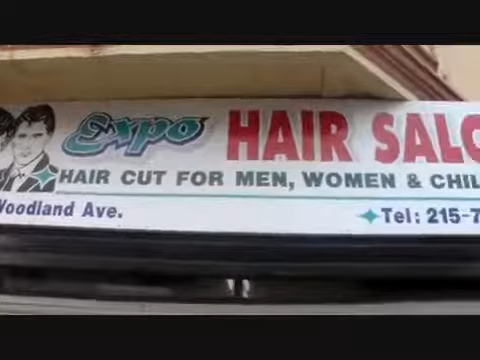 Expo HAIR SALO
HAIR CUT FOR MEN, WOMEN & CHIL
Woodland Ave. Tel: 215-7